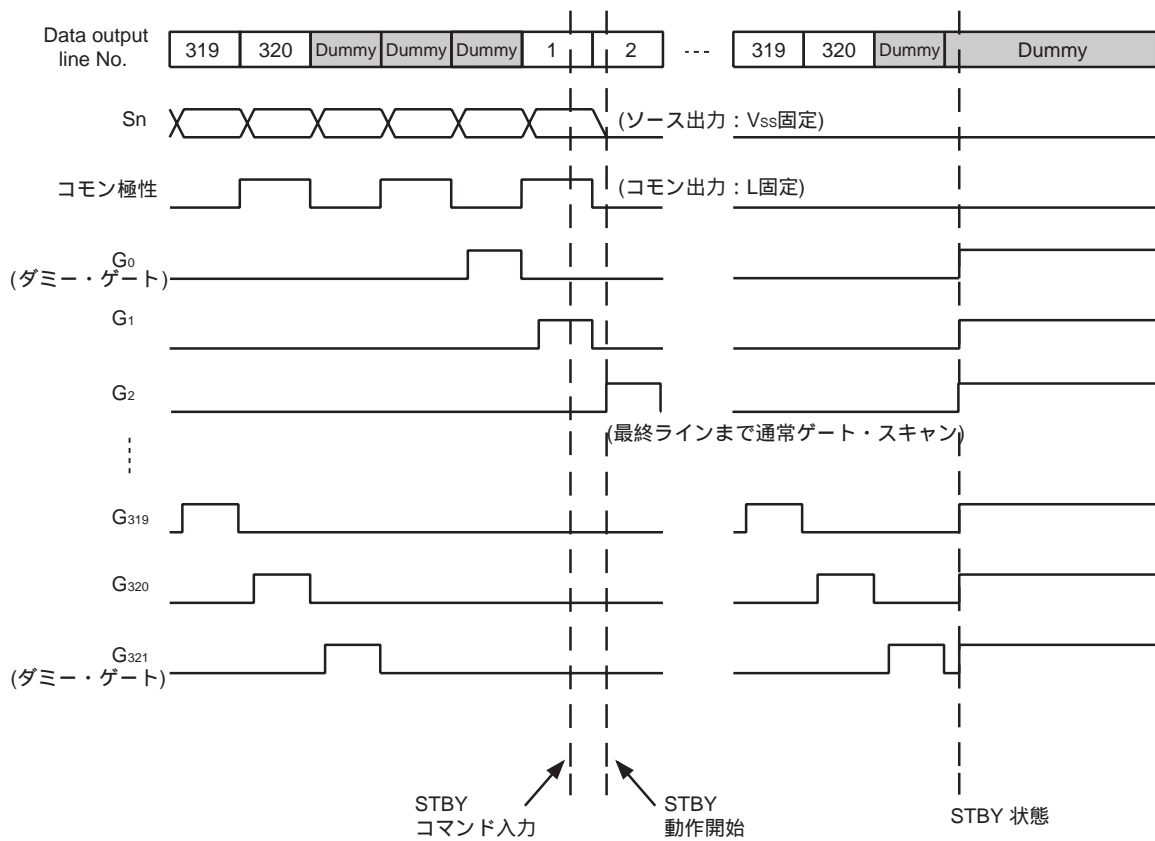 Data output
line No.
319 320 Dummy Dummy Dummy 1 2 --- 319 320 Dummy Dummy
Sn
(ソース出力：VSS固定)
コモン極性
(コモン出力：L固定)
G0
(ダミー・ゲート)
G1
G2
(最終ラインまで通常ゲート・スキャン)
G319
G320
G321
(ダミー・ゲート)
STBY
コマンド入力
STBY
動作開始
STBY 状態